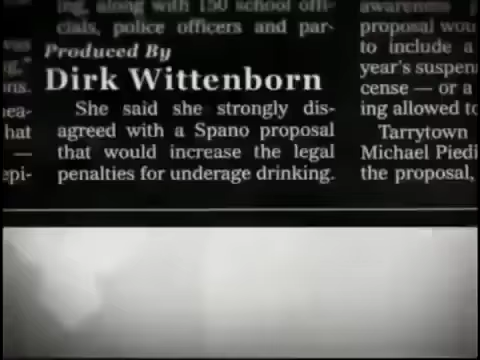 ing, along with 150 school offi-
cials, police officers and par-
Produced By
Dirk Wittenborn
She said she strongly dis-
agreed with a Spano proposal
that would increase the legal
penalties for underage drinking.
hat
—
epi-
awareness
proposal wou
to include a
year's suspen
cense — or a
ing allowed to
Tarrytown
Michael Piedi
the proposal,